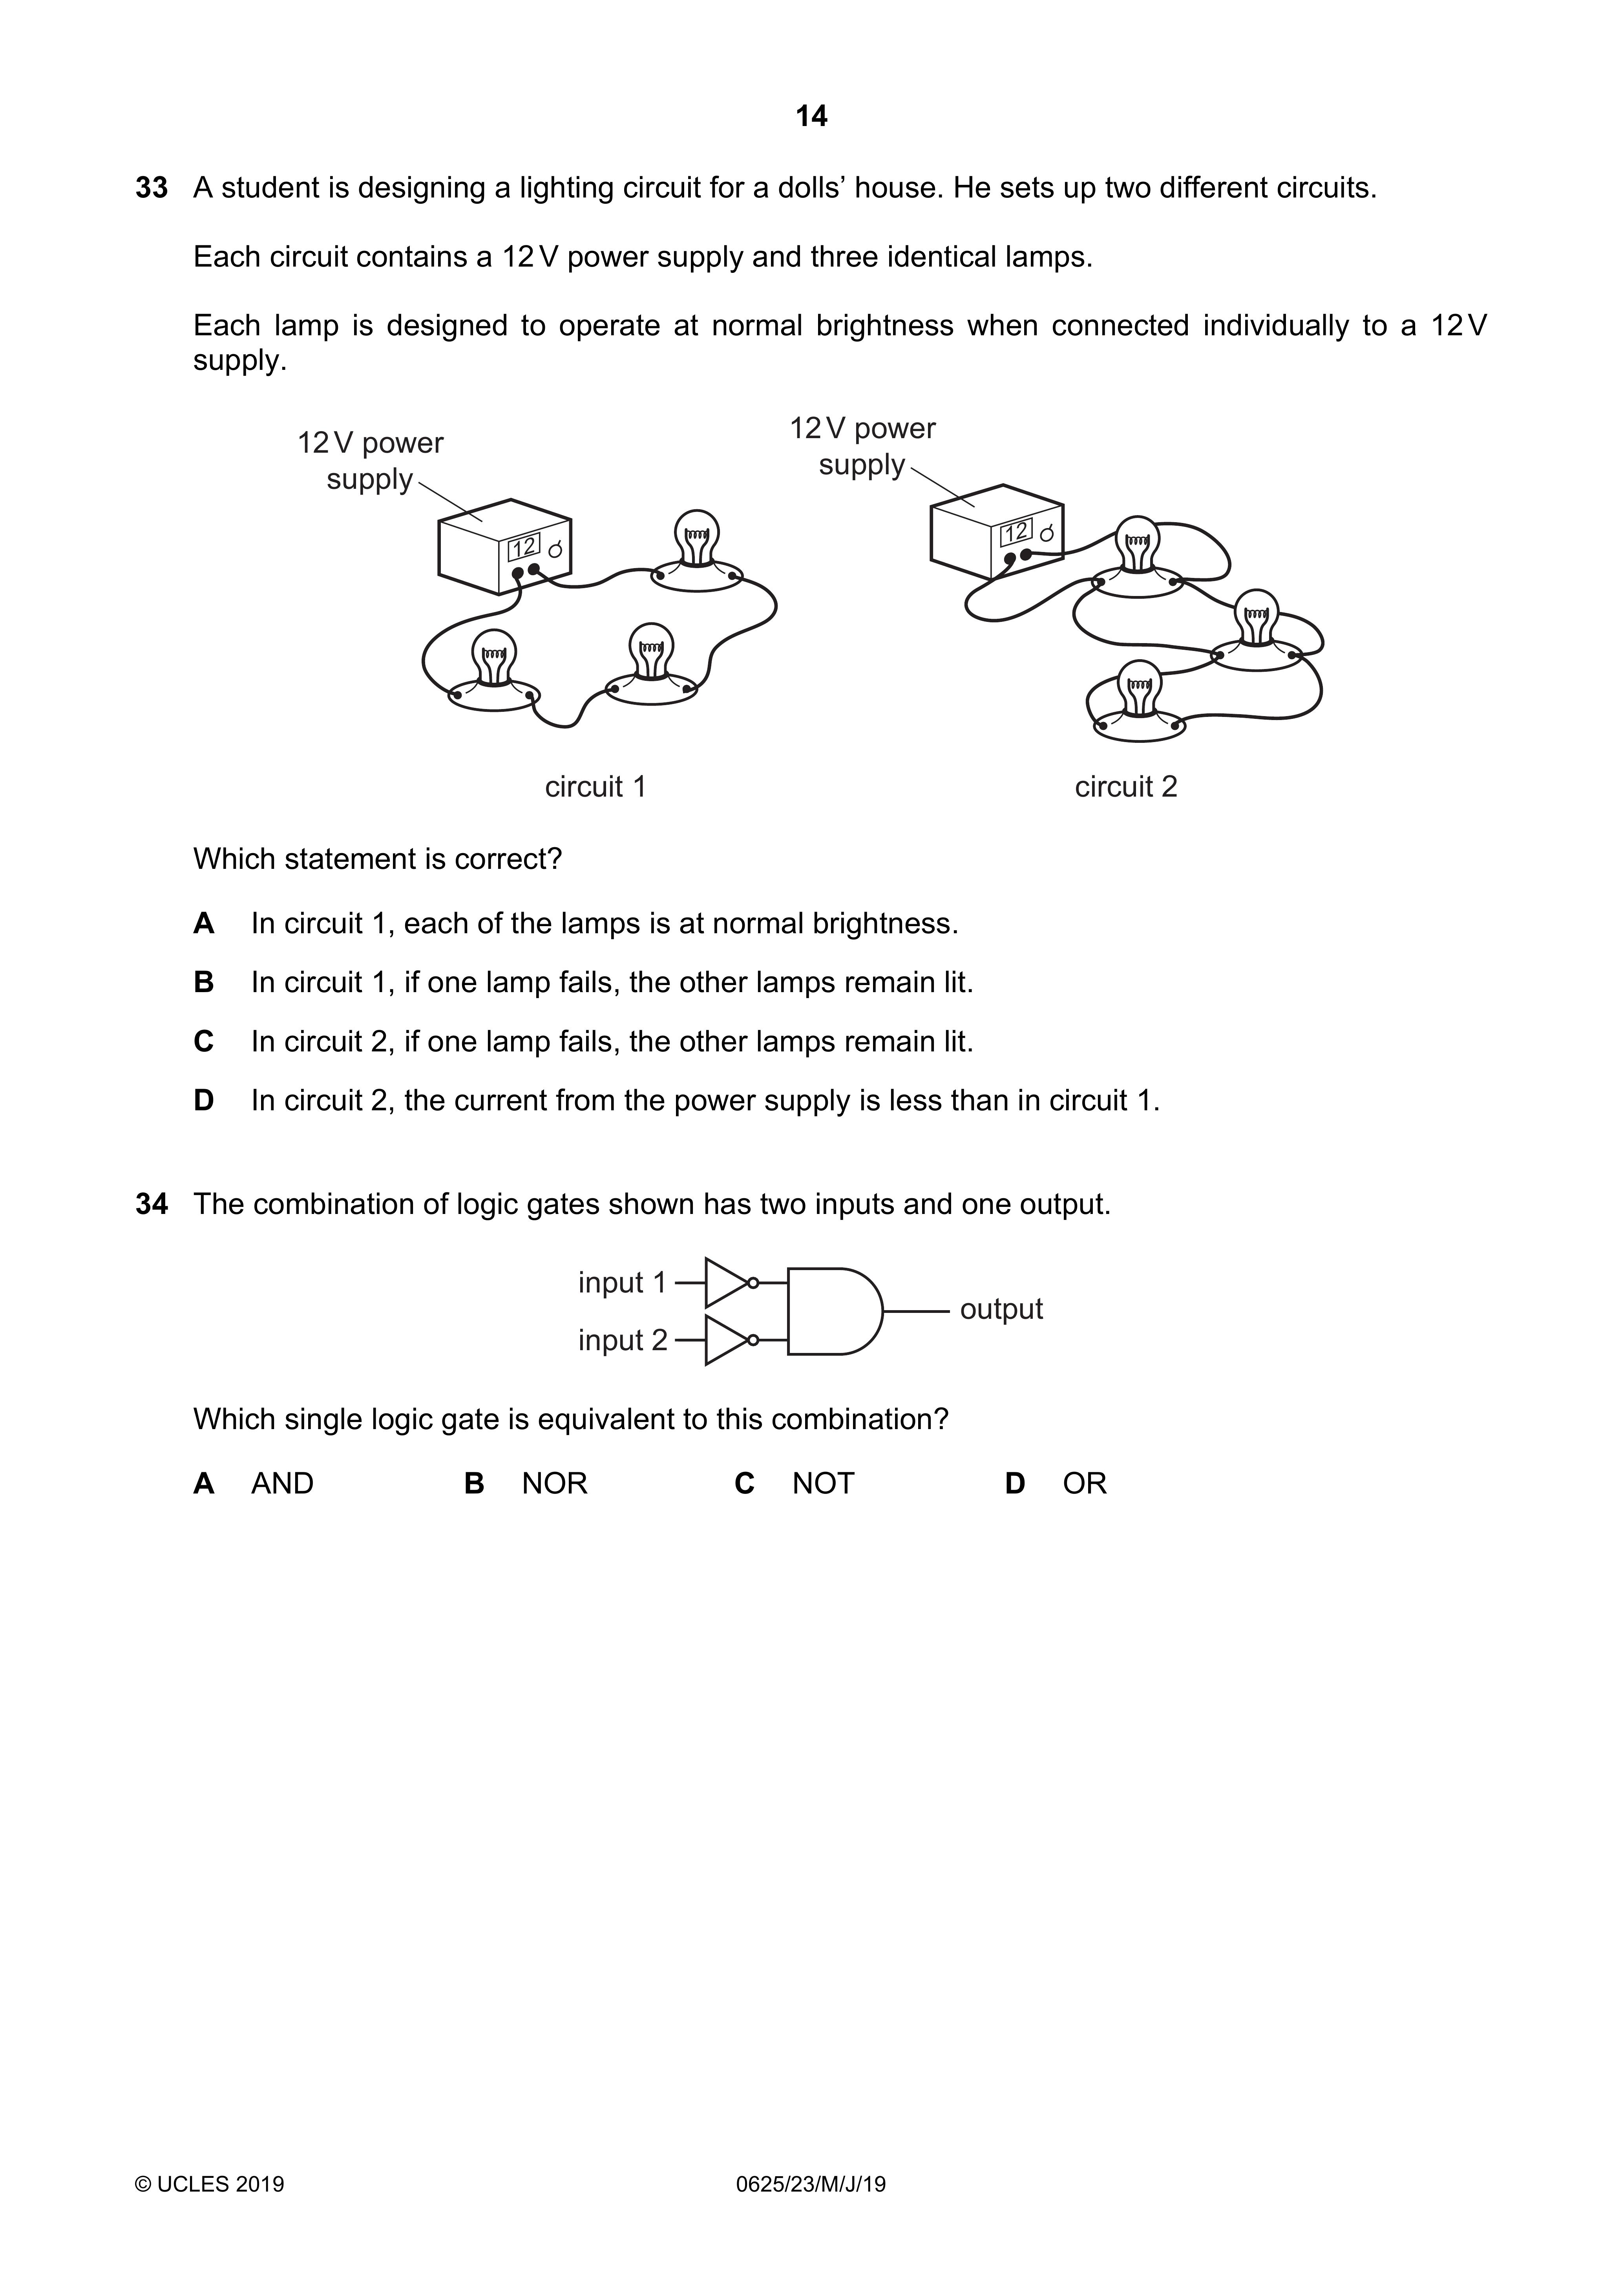 14
33 A student is designing a lighting circuit for a dolls’ house. He sets up two different circuits.
Each circuit contains a 12 V power supply and three identical lamps.
Each lamp is designed to operate at normal brightness when connected individually to a 12 V
supply.
12 V power
supply
12
12 V power
supply
12
circuit 1
circuit 2
Which statement is correct?
A In circuit 1, each of the lamps is at normal brightness.
B In circuit 1, if one lamp fails, the other lamps remain lit.
C In circuit 2, if one lamp fails, the other lamps remain lit.
D In circuit 2, the current from the power supply is less than in circuit 1.
34 The combination of logic gates shown has two inputs and one output.
input 1
input 2
output
Which single logic gate is equivalent to this combination?
A AND B NOR C NOT D OR
© UCLES 2019 0625/23/M/J/19